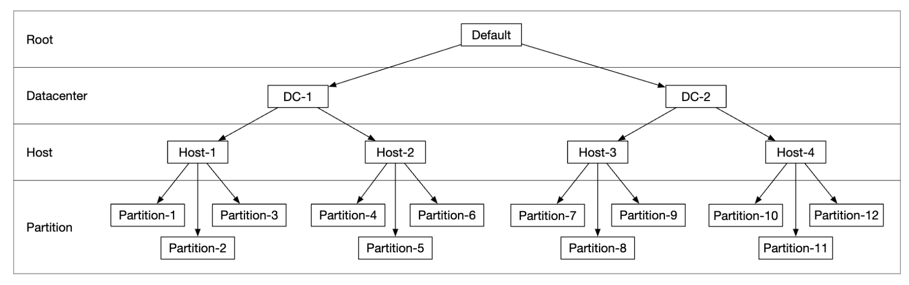 Root
Default
Datacenter
DC-1
DC-2
Host
Host-1
Host-2
Host-3
Host-4
Partition
Partition-1
Partition-3
Partition-4
Partition-6
Partition-7
Partition-9
Partition-10
Partition-12
Partition-2
Partition-5
Partition-8
Partition-11